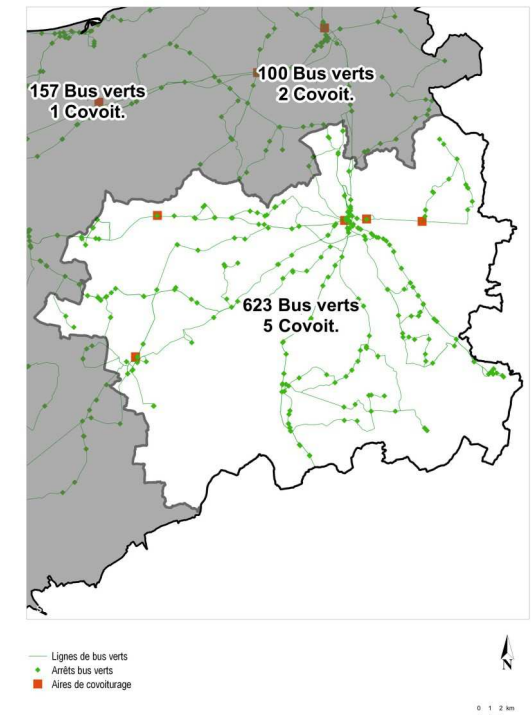 100 Bus verts
2 Covoit.
157 Bus verts
1 Covoit.
623 Bus verts
5 Covoit.
Lignes de bus verts
Arrêts bus verts
Aires de covoiturage
N
0 1 2 km